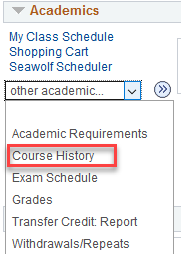 Academics
My Class Schedule
Shopping Cart
Seawolf Scheduler
other academic...
Academic Requirements
Course History
Exam Schedule
Grades
Transfer Credit: Report
Withdrawals/Repeats